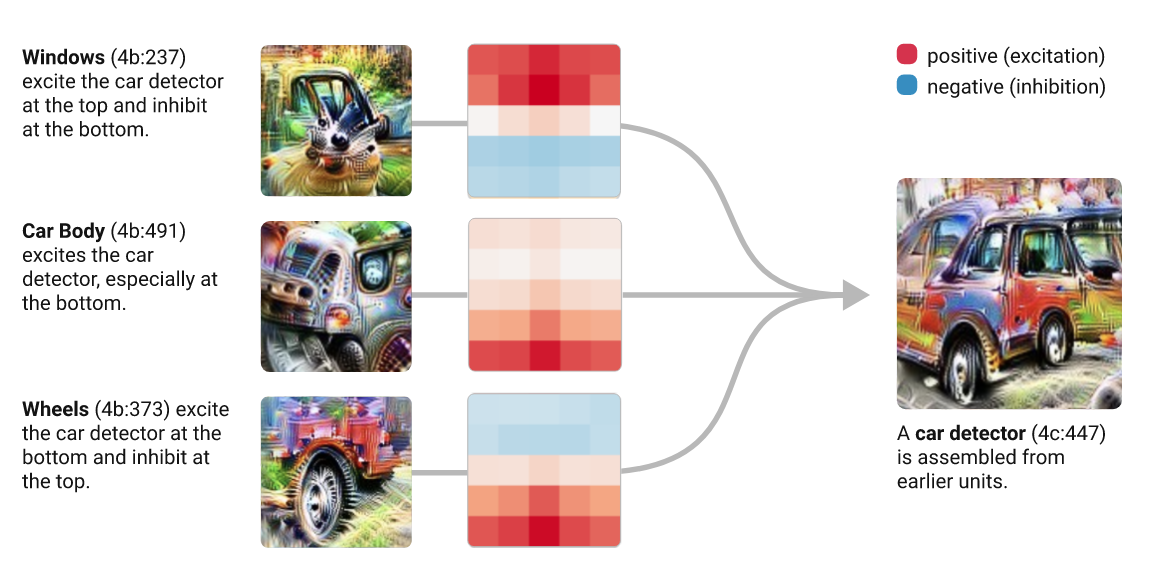 Windows (4b:237)
excite the car detector
at the top and inhibit
at the bottom.
positive (excitation)
negative (inhibition)
Car Body (4b:491)
excites the car
detector, especially at
the bottom.
Wheels (4b:373) excite
the car detector at the
bottom and inhibit at
the top.
A car detector (4c:447)
is assembled from
earlier units.